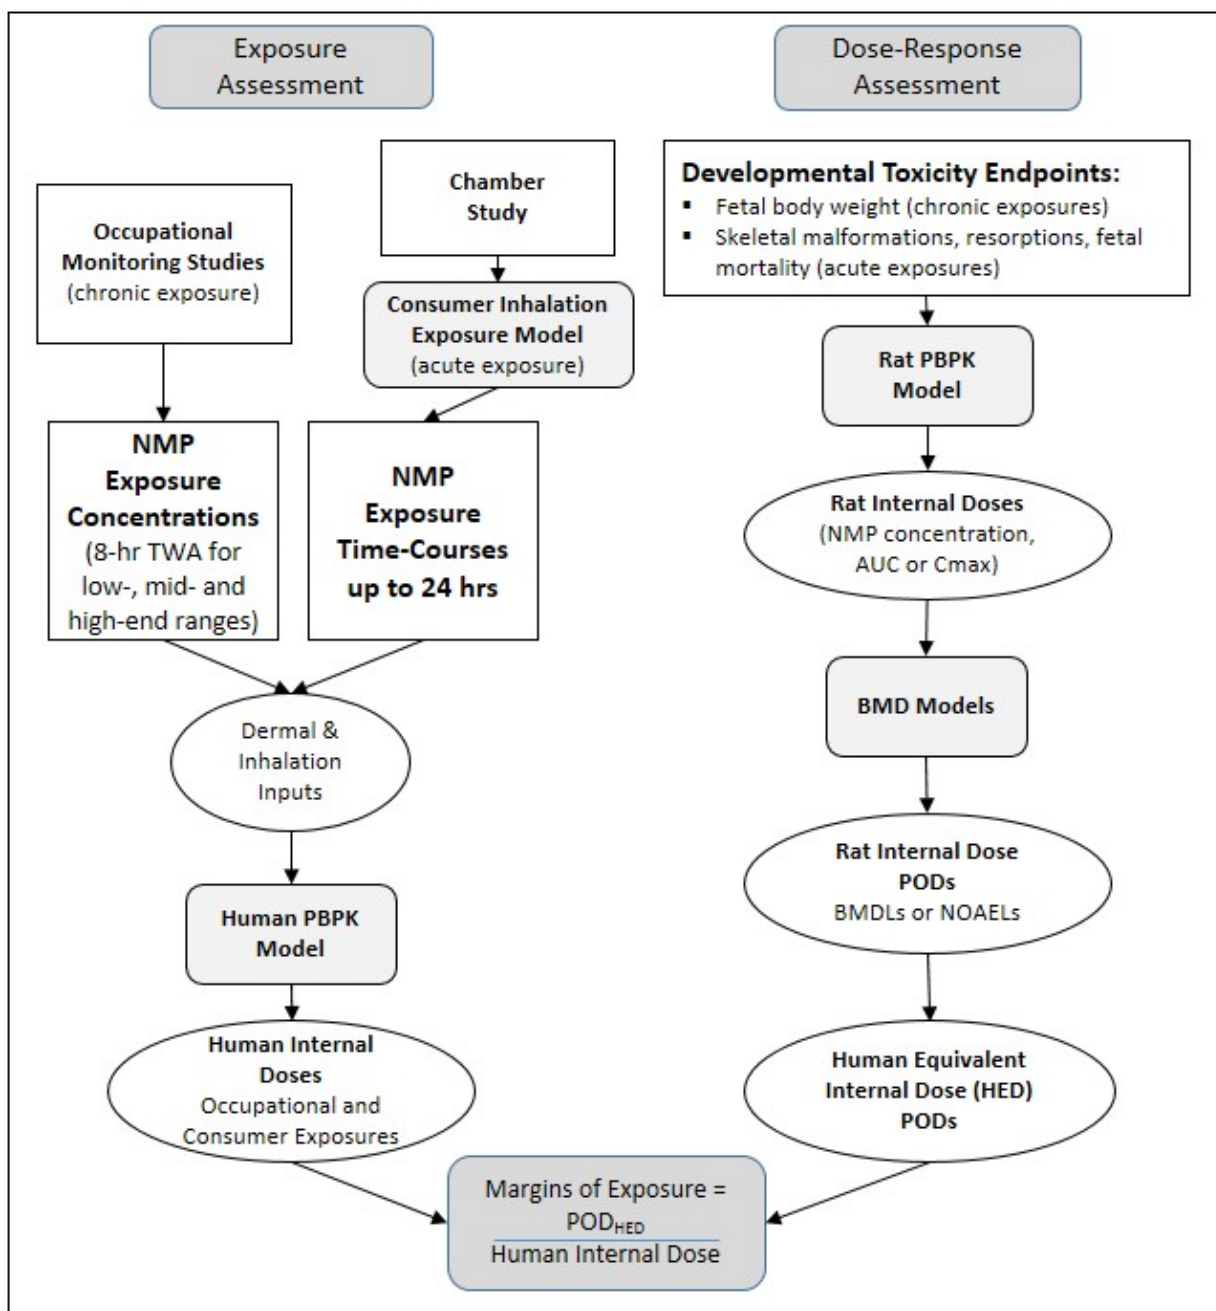 Exposure
Assessment
Dose-Response
Assessment
Occupational
Monitoring Studies
(chronic exposure)
Chamber
Study
Consumer Inhalation
Exposure Model
(acute exposure)
NMP
Exposure
Concentrations
(8-hr TWA for
low-, mid- and
high-end ranges)
NMP
Exposure
Time-Courses
up to 24 hrs
Dermal &
Inhalation
Inputs
Human PBPK
Model
Human Internal
Doses
Occupational and
Consumer Exposures
Developmental Toxicity Endpoints:
▪ Fetal body weight (chronic exposures)
▪ Skeletal malformations, resorptions, fetal
mortality (acute exposures)
Rat PBPK
Model
Rat Internal Doses
(NMP concentration,
AUC or Cmax)
BMD Models
Rat Internal Dose
PODs
BMDLs or NOAELs
Human Equivalent
Internal Dose (HED)
PODs
Margins of Exposure =
POD_HED
Human Internal Dose